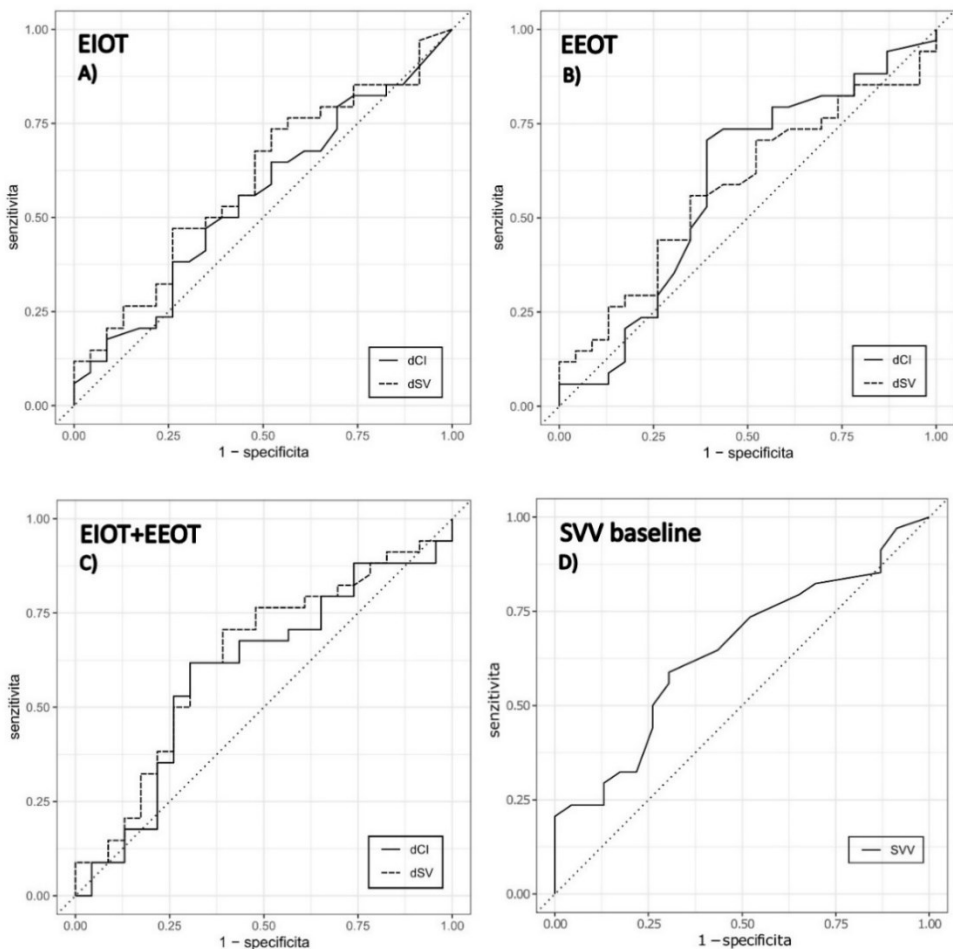 EIOT
A)
1.00
0.75
0.50
0.25
0.00
senzitivita
dCI
dSV
0.00 0.25 0.50 0.75 1.00
1 − specificita
EEOT
B)
1.00
0.75
0.50
0.25
0.00
senzitivita
dCI
dSV
0.00 0.25 0.50 0.75 1.00
1 − specificita
EIOT+EEOT
C)
1.00
0.75
0.50
0.25
0.00
senzitivita
dCI
dSV
0.00 0.25 0.50 0.75 1.00
1 − specificita
SVV baseline
D)
1.00
0.75
0.50
0.25
0.00
senzitivita
SVV
0.00 0.25 0.50 0.75 1.00
1 − specificita